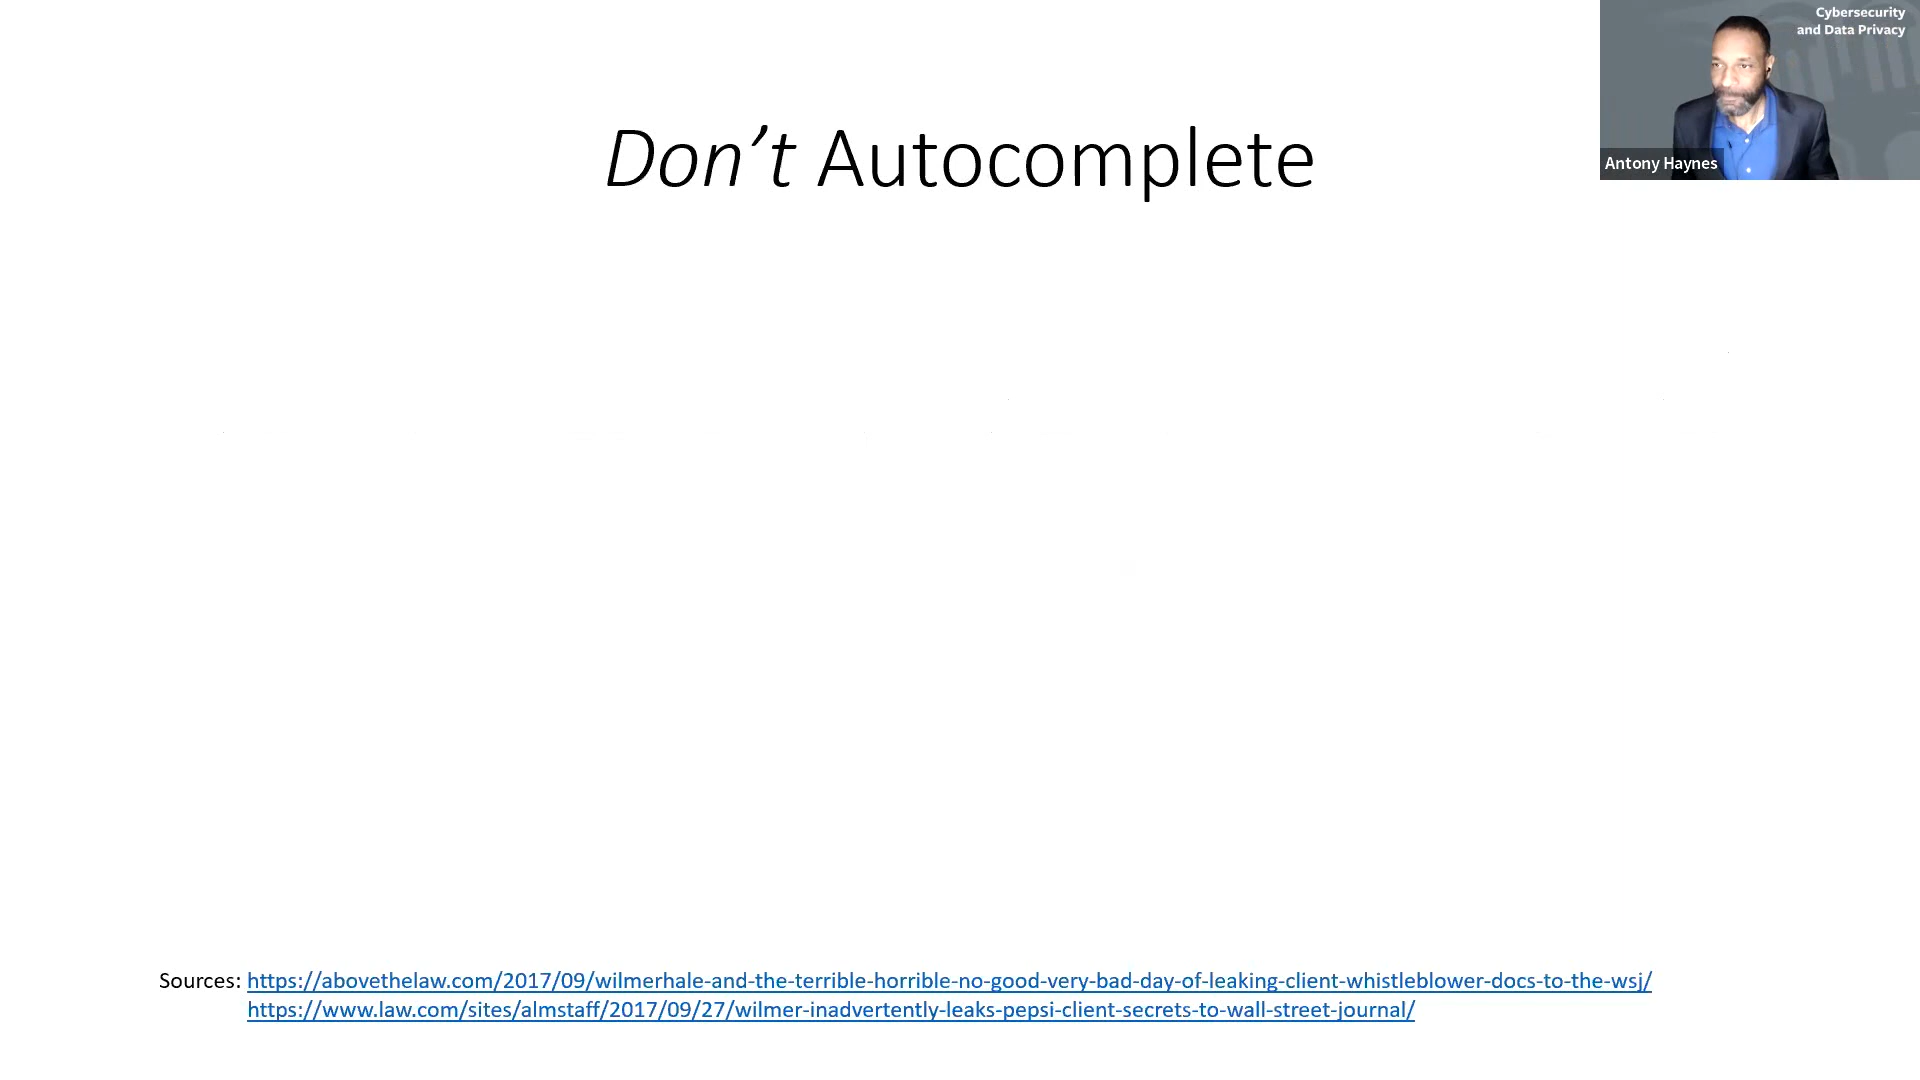 Cybersecurity
and Data Privacy
Don’t Autocomplete
Antony Haynes
Sources: https://abovethelaw.com/2017/09/wilmerhale-and-the-terrible-horrible-no-good-very-bad-day-of-leaking-client-whistleblower-docs-to-the-wsj/
https://www.law.com/sites/almstaff/2017/09/27/wilmer-inadvertently-leaks-pepsi-client-secrets-to-wall-street-journal/